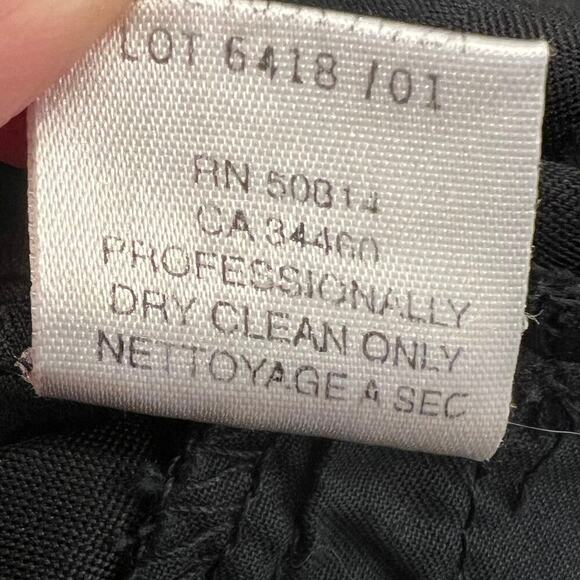 LOT 6418 /01
RN 50814
CA 34460
PROFESSIONALLY
DRY CLEAN ONLY
NETTOYAGE A SEC